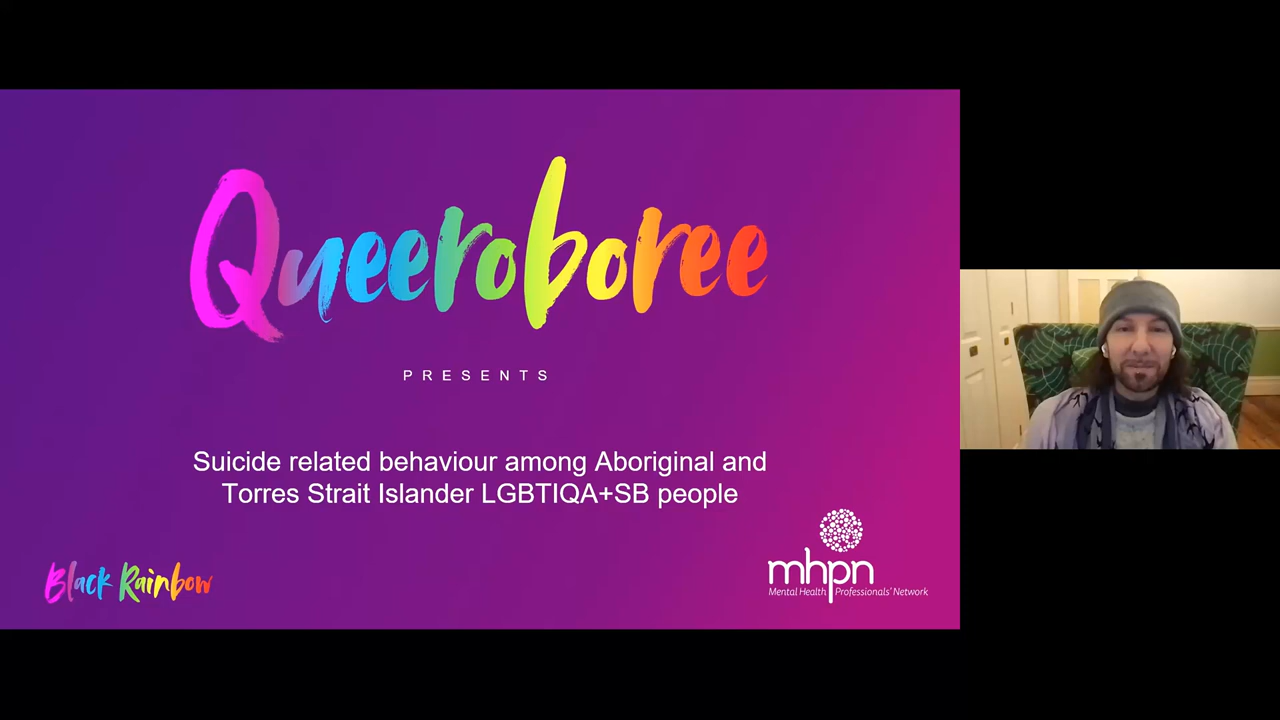 Queeroboree
PRESENTS
Suicide related behaviour among Aboriginal and
Torres Strait Islander LGBTIQA+SB people
Black Rainbow
mhpn
Mental Health Professionals' Network